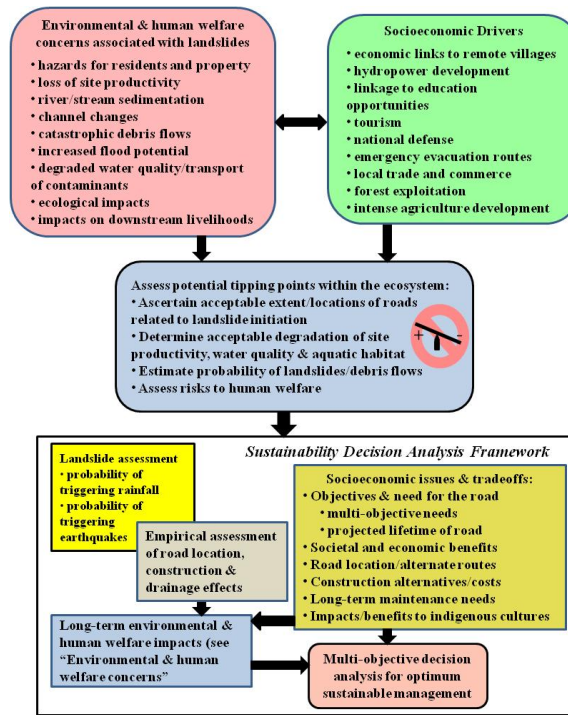 Environmental & human welfare
concerns associated with landslides
• hazards for residents and property
• loss of site productivity
• river/stream sedimentation
• channel changes
• catastrophic debris flows
• increased flood potential
• degraded water quality/transport
of contaminants
• ecological impacts
• impacts on downstream livelihoods
Socioeconomic Drivers
• economic links to remote villages
• hydropower development
• linkage to education
opportunities
• tourism
• national defense
• emergency evacuation routes
• local trade and commerce
• forest exploitation
• intense agriculture development
Assess potential tipping points within the ecosystem:
• Ascertain acceptable extent/locations of roads
related to landslide initiation
• Determine acceptable degradation of site
productivity, water quality & aquatic habitat
• Estimate probability of landslides/debris flows
• Assess risks to human welfare
+ -
Sustainability Decision Analysis Framework
Landslide assessment
• probability of
triggering rainfall
• probability of
triggering
earthquakes
Empirical assessment
of road location,
construction &
drainage effects
Long-term environmental &
human welfare impacts (see
“Environmental & human
welfare concerns”
Socioeconomic issues & tradeoffs:
• Objectives & need for the road
• multi-objective needs
• projected lifetime of road
• Societal and economic benefits
• Road location/alternate routes
• Construction alternatives/costs
• Long-term maintenance needs
• Impacts/benefits to indigenous cultures
Multi-objective decision
analysis for optimum
sustainable management